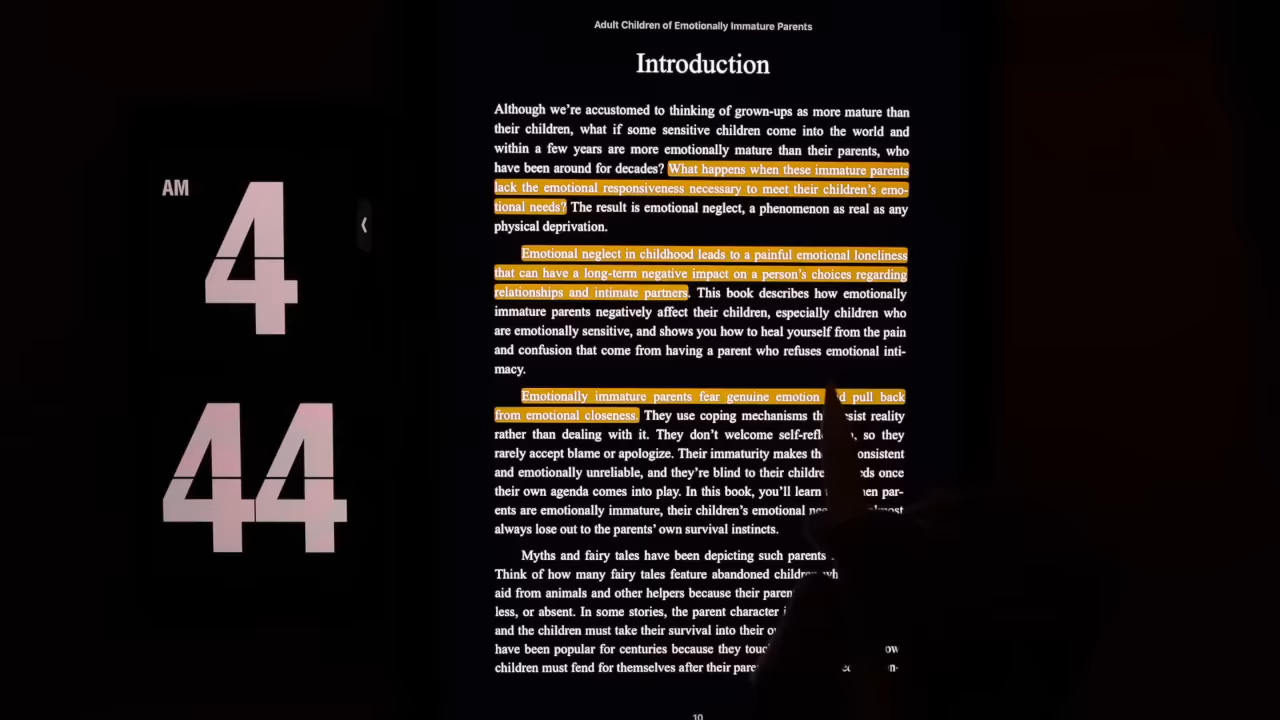 AM
4
44
Adult Children of Emotionally Immature Parents
Introduction
Although we're accustomed to thinking of grown-ups as more mature than
their children, what if some sensitive children come into the world and
within a few years are more emotionally mature than their parents, who
have been around for decades? What happens when these immature parents
lack the emotional responsiveness necessary to meet their children's emo-
tional needs? The result is emotional neglect, a phenomenon as real as any
physical deprivation.
Emotional neglect in childhood leads to a painful emotional loneliness
that can have a long-term negative impact on a person's choices regarding
relationships and intimate partners. This book describes how emotionally
immature parents negatively affect their children, especially children who
are emotionally sensitive, and shows you how to heal yourself from the pain
and confusion that come from having a parent who refuses emotional inti-
macy.
Emotionally immature parents fear genuine emotion pull back
from emotional closeness. They use coping mechanisms reality
rather than dealing with it. They don't welcome so they
rarely accept blame or apologize. Their immaturity makes
and emotionally unreliable, and they're blind to their once
their own agenda comes into play. In this book, you'll learn par-
ents are emotionally immature, their children's emotional
always lose out to the parents' own survival instincts.
Myths and fairy tales have been depicting such parents
Think of how many fairy tales feature abandoned
aid from animals and other helpers because their
less, or absent. In some stories, the parent character
and the children must take their survival into their
have been popular for centuries because they
children must fend for themselves after their
10